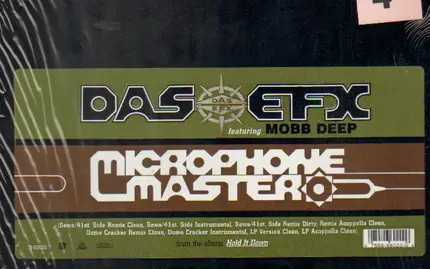 DAS EFX
DAS
EFX
featuring MOBB DEEP
MICROPHONE
MASTER
(Sewa/41st. Side Remix Clean, Sewa/41st. Side Instrumental, Sewa/41st. Side Remix Dirty, Remix Acappella Clean,
Dome Cracker Remix Clean, Dome Cracker Instrumental, LP Version Clean, LP Acappella Clean)
from the album Hold It Down